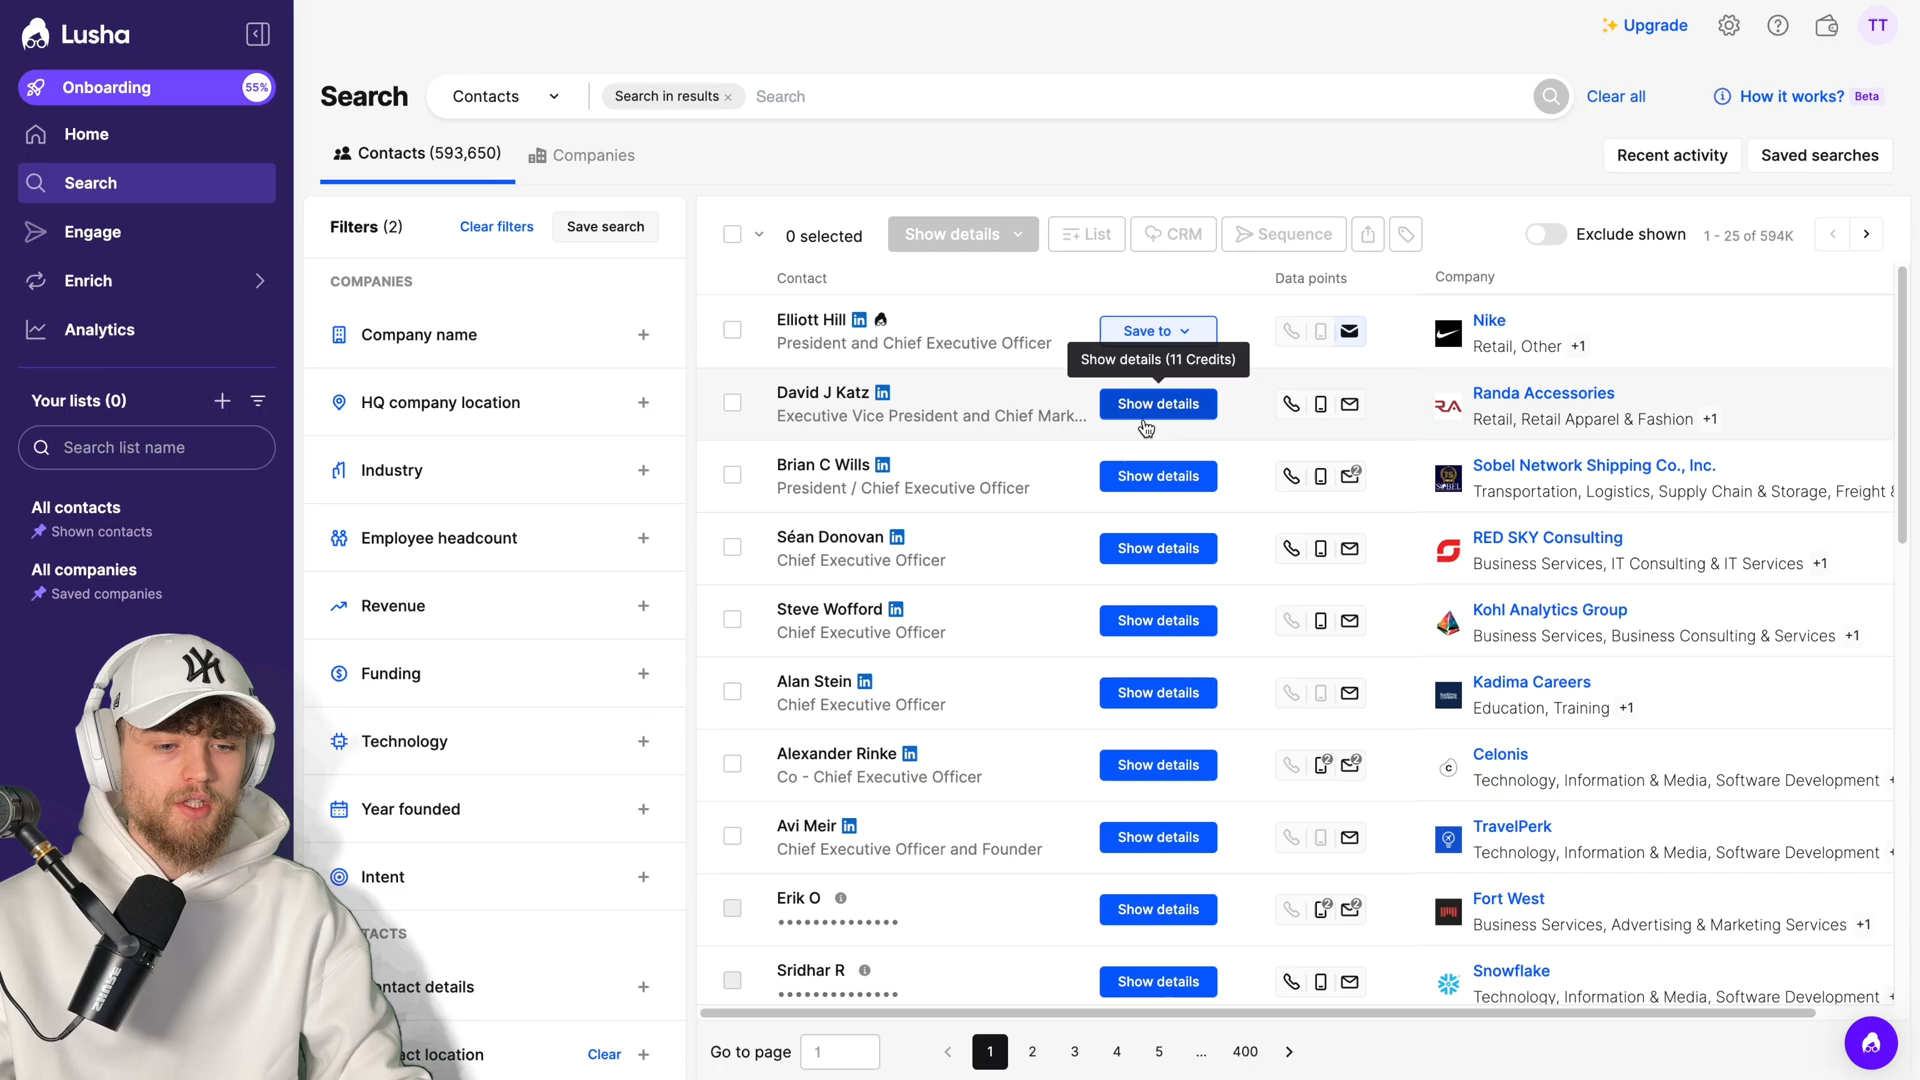 Lusha
Onboarding 55%
Home
Search
Engage
Enrich
Analytics
Your lists (0)
Search list name
All contacts
Shown contacts
All companies
Saved companies
Upgrade
TT
Search Contacts Search in results × Search Clear all How it works? Beta
Contacts (593,650) Companies Recent activity Saved searches
Filters (2) Clear filters Save search
COMPANIES
Company name
HQ company location
Industry
Employee headcount
Revenue
Funding
Technology
Year founded
Intent
TACTS
ntact details
act location Clear
0 selected Show details List CRM Sequence Exclude shown 1 - 25 of 594K
Contact Data points Company
Elliott Hill
President and Chief Executive Officer
Save to
Nike
Retail, Other +1
Show details (11 Credits)
David J Katz
Executive Vice President and Chief Mark...
Show details
Randa Accessories
Retail, Retail Apparel & Fashion +1
Brian C Wills
President / Chief Executive Officer
Show details
2
Sobel Network Shipping Co., Inc.
Transportation, Logistics, Supply Chain & Storage, Freight &
Séan Donovan
Chief Executive Officer
Show details
RED SKY Consulting
Business Services, IT Consulting & IT Services +1
Steve Wofford
Chief Executive Officer
Show details
Kohl Analytics Group
Business Services, Business Consulting & Services +1
Alan Stein
Chief Executive Officer
Show details
Kadima Careers
Education, Training +1
Alexander Rinke
Co - Chief Executive Officer
Show details
2 2
Celonis
Technology, Information & Media, Software Development +
Avi Meir
Chief Executive Officer and Founder
Show details
TravelPerk
Technology, Information & Media, Software Development +
Erik O
Show details
2 2
Fort West
Business Services, Advertising & Marketing Services +1
Sridhar R
Show details
Snowflake
Technology, Information & Media, Software Development +
Go to page 1 1 2 3 4 5 ... 400